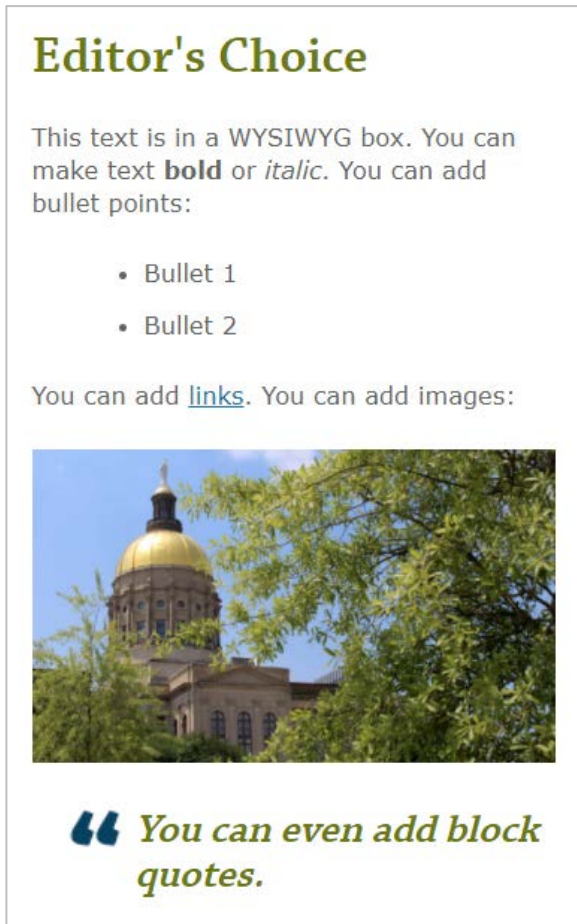 Editor's Choice
This text is in a WYSIWYG box. You can
make text bold or italic. You can add
bullet points:
• Bullet 1
• Bullet 2
You can add links. You can add images:
“ You can even add block
quotes.